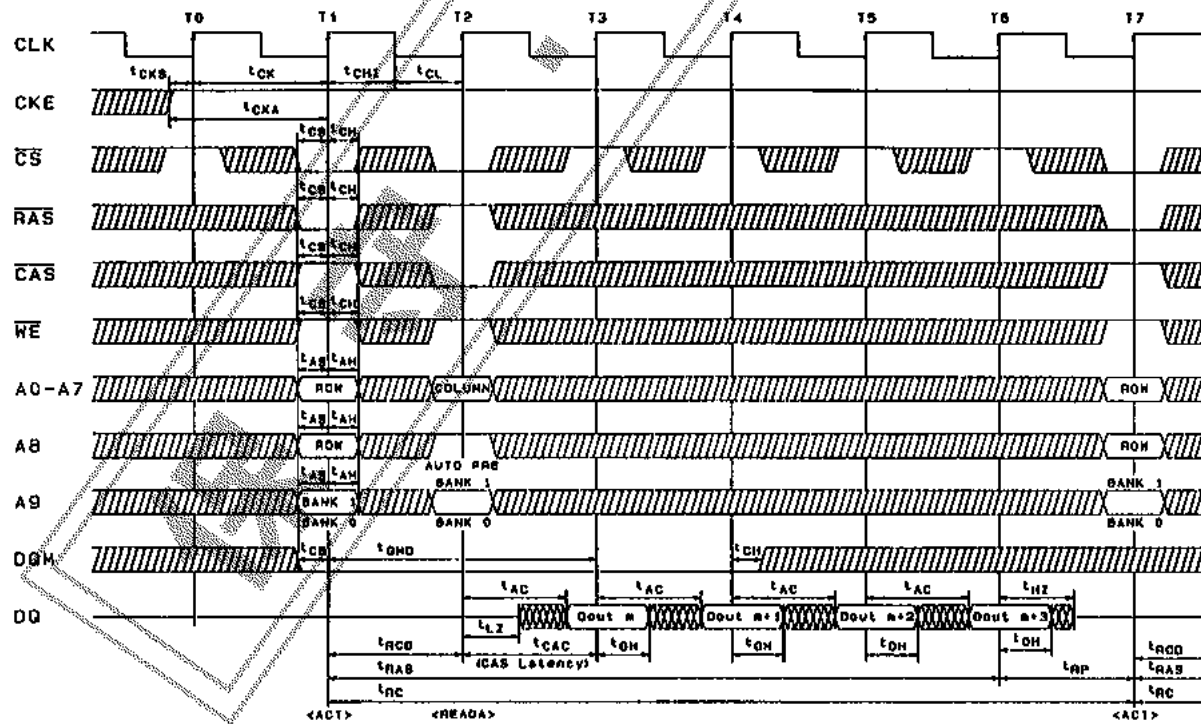 T0 T1 T2 T3 T4 T5 T6 T7
CLK
tCKS tCK tCHI tCL
CKE
tCKA
tCS tCH
CS
tCS tCH
RAS
tCS tCH
CAS
tCS tCH
WE
tAS tAH
A0-A7 ROW COLUMN ROW
tAS tAH
A8 ROW ROW
tAS tAH AUTO PRE
BANK 1 BANK 1
A9 BANK 1
BANK 0 BANK 0 BANK 0
DQM tCS tQMD tCH
tAC tAC tAC tAC tHZ
DQ Dout m Dout m+1 Dout m+2 Dout m+3
tLZ
tRCD tCAC tOH tOH tOH tOH tRCD
(CAS Latency)
tRAS tRP tRAS
tRC tRC
<ACT> <READA> <ACT>